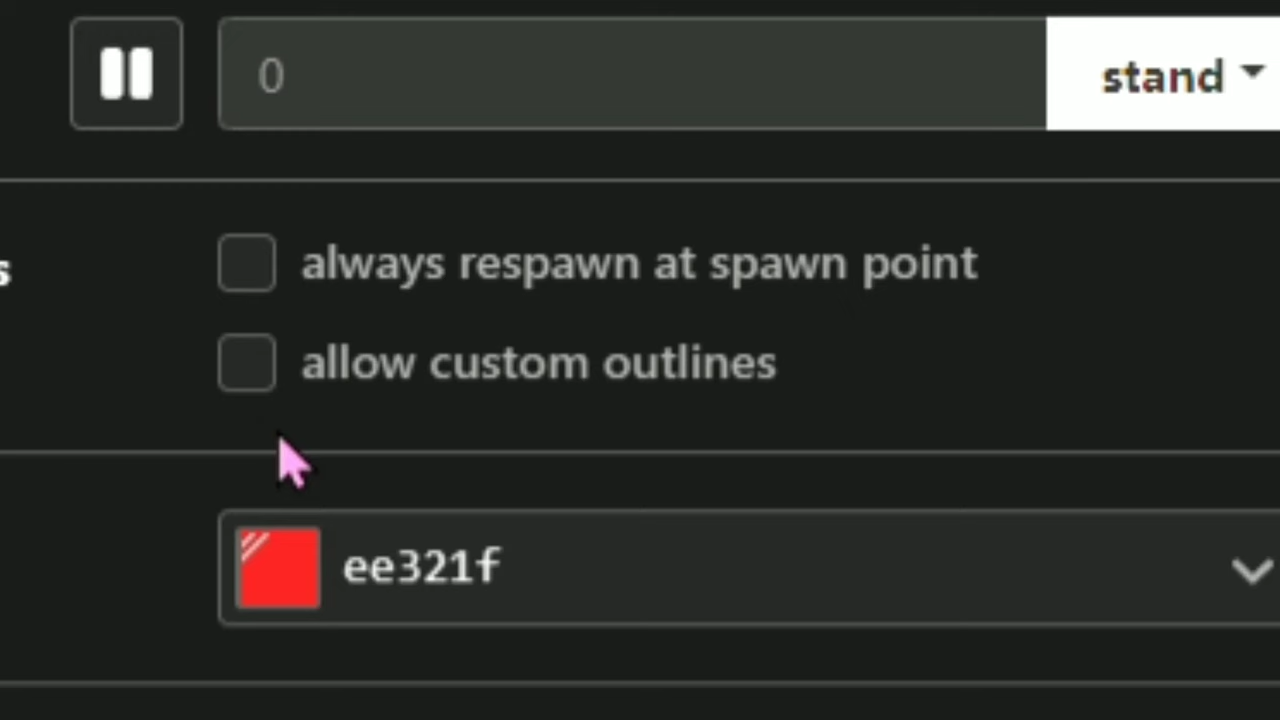 0
stand
s
always respawn at spawn point
allow custom outlines
ee321f